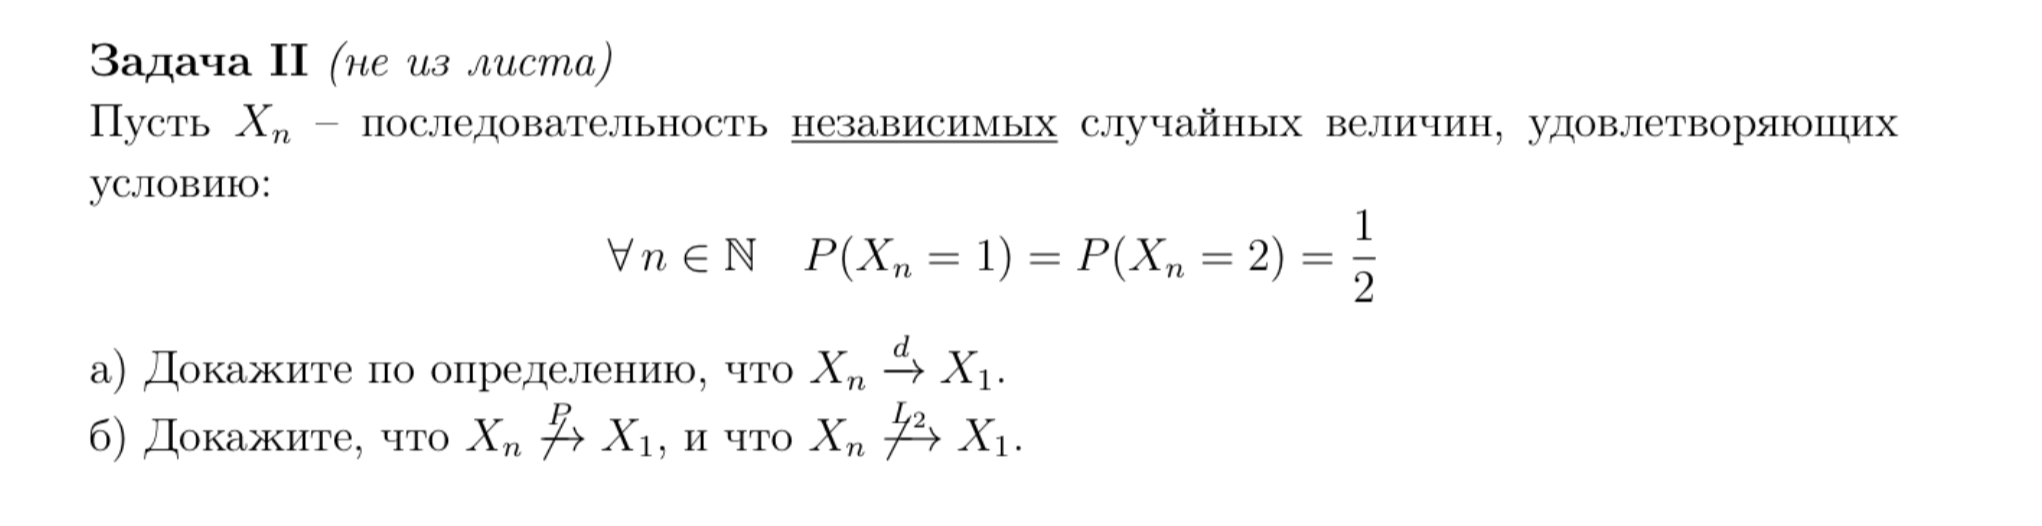 Задача II (не из листа)
Пусть $X_n$ – последовательность независимых случайных величин, удовлетворяющих
условию:
$\forall n \in \mathbb{N} \quad P(X_n = 1) = P(X_n = 2) = \frac{1}{2}$
а) Докажите по определению, что $X_n \xrightarrow{d} X_1$.
б) Докажите, что $X_n \not\xrightarrow{P} X_1$, и что $X_n \not\xrightarrow{L_2} X_1$.